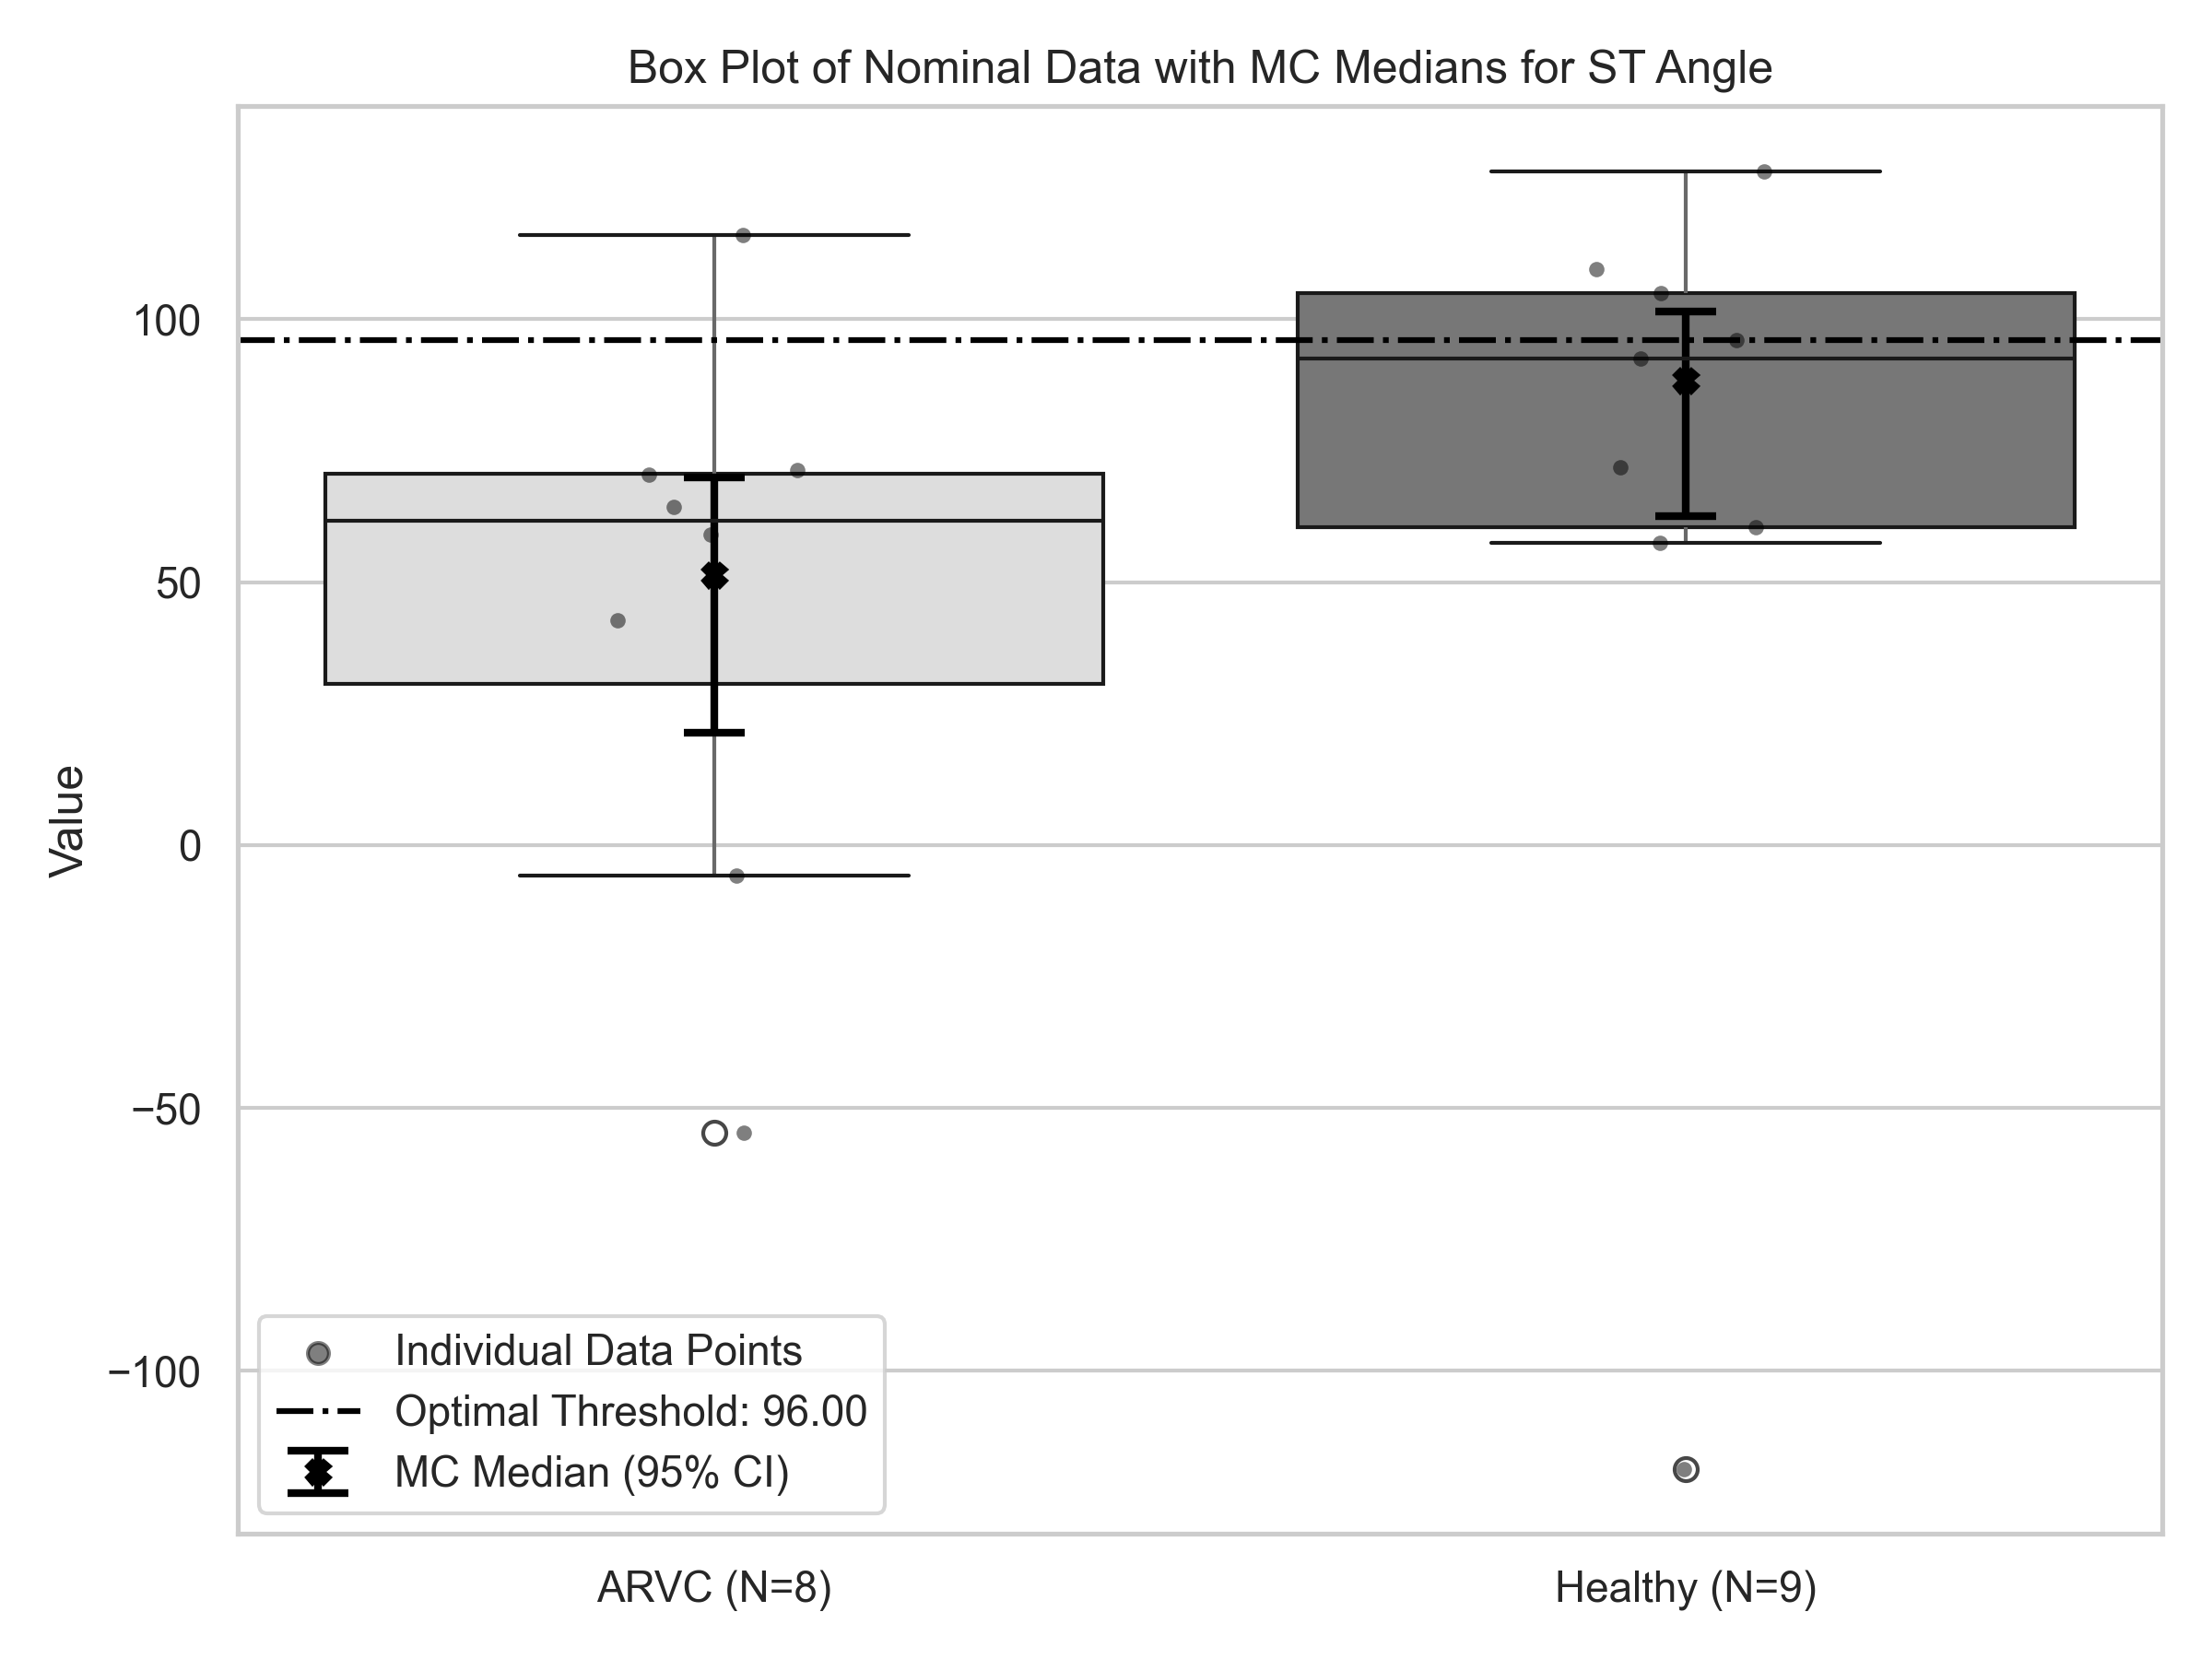 Box Plot of Nominal Data with MC Medians for ST Angle
Value
100
50
0
−50
−100
Individual Data Points
Optimal Threshold: 96.00
MC Median (95% CI)
ARVC (N=8)
Healthy (N=9)